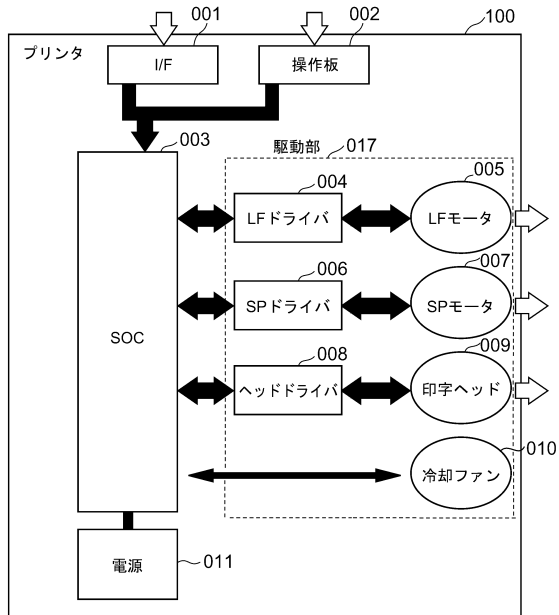 001
002
100
プリンタ
I/F
操作板
003
駆動部
017
004
005
LFドライバ
LFモータ
006
007
SOC
SPドライバ
SPモータ
008
009
ヘッドドライバ
印字ヘッド
010
冷却ファン
電源
011